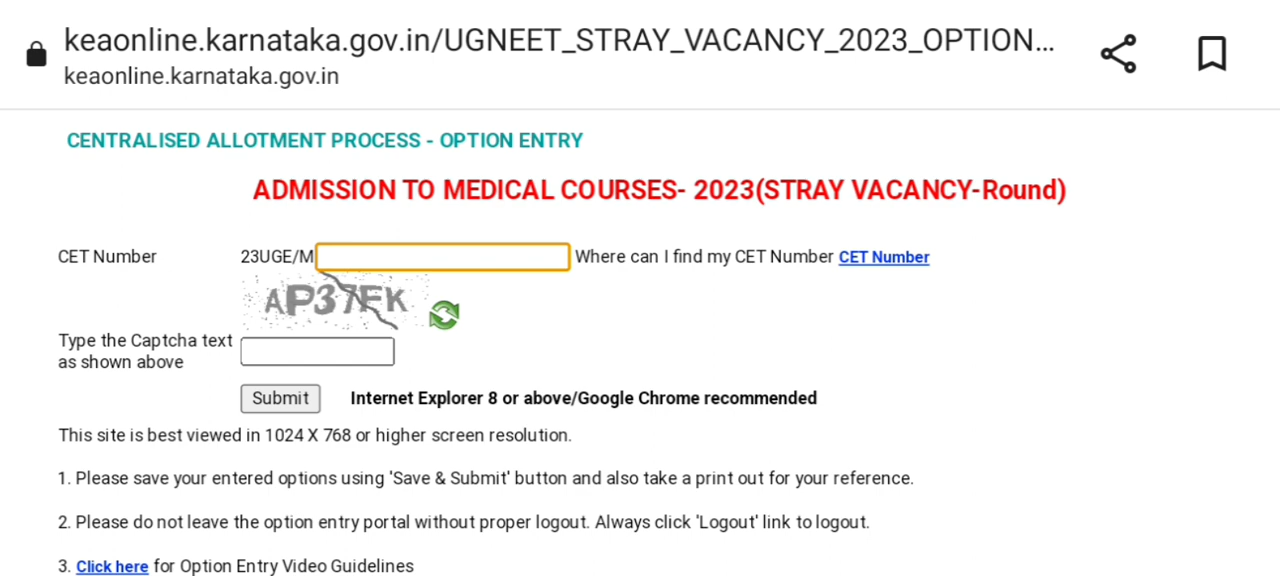 keaonline.karnataka.gov.in/UGNEET_STRAY_VACANCY_2023_OPTION...
keaonline.karnataka.gov.in
CENTRALISED ALLOTMENT PROCESS - OPTION ENTRY
ADMISSION TO MEDICAL COURSES- 2023(STRAY VACANCY-Round)
CET Number 23UGE/M Where can I find my CET Number CET Number
AP37FK
Type the Captcha text
as shown above
Submit Internet Explorer 8 or above/Google Chrome recommended
This site is best viewed in 1024 X 768 or higher screen resolution.
1. Please save your entered options using 'Save & Submit' button and also take a print out for your reference.
2. Please do not leave the option entry portal without proper logout. Always click 'Logout' link to logout.
3. Click here for Option Entry Video Guidelines